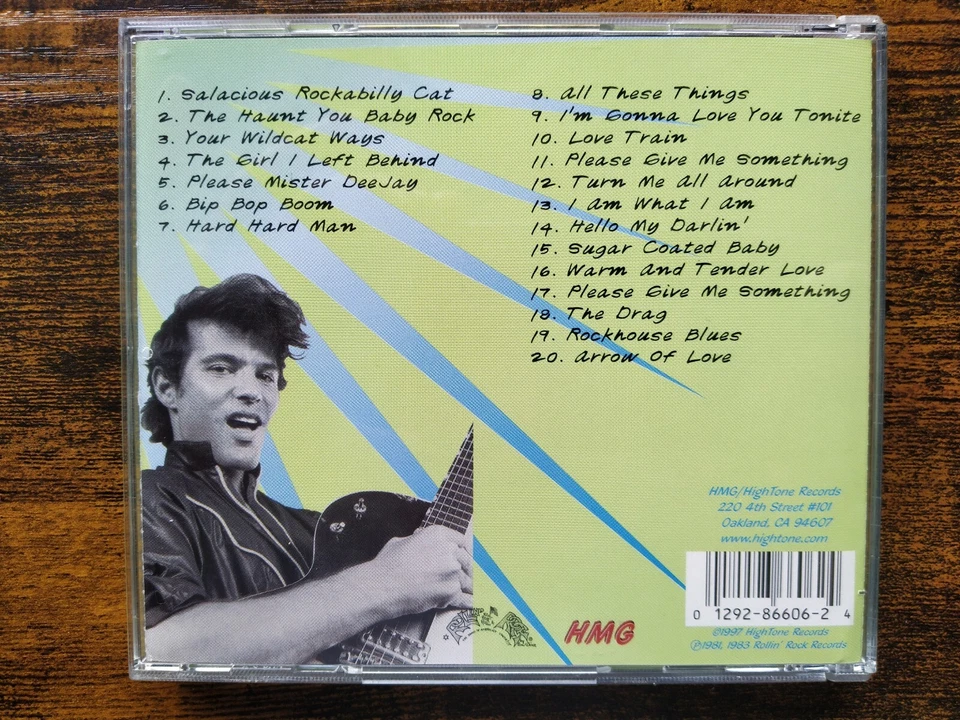 1. Salacious Rockabilly Cat
2. The Haunt You Baby Rock
3. Your Wildcat Ways
4. The Girl I Left Behind
5. Please Mister DeeJay
6. Bip Bop Boom
7. Hard Hard Man
8. All These Things
9. I'm Gonna Love You Tonite
10. Love Train
11. Please Give Me Something
12. Turn Me All Around
13. I Am What I Am
14. Hello My Darlin'
15. Sugar Coated Baby
16. Warm And Tender Love
17. Please Give Me Something
18. The Drag
19. Rockhouse Blues
20. Arrow Of Love
HMG/HighTone Records
220 4th Street #101
Oakland, CA 94607
www.hightone.com
0 1292-86606-2 4
©1997 HighTone Records
℗1981, 1983 Rollin' Rock Records
HMG